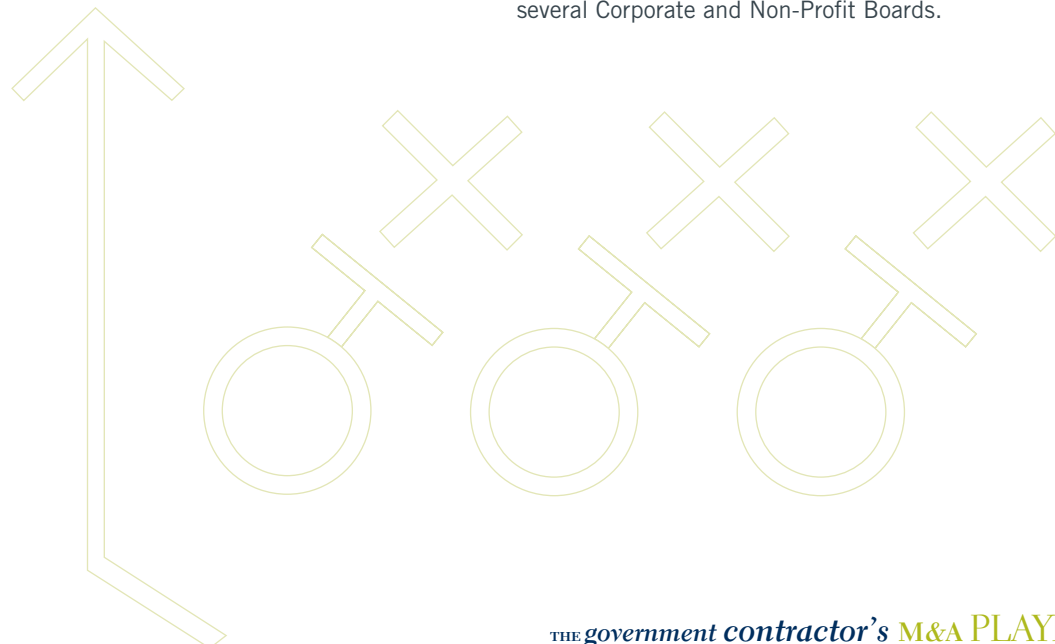 several Corporate and Non-Profit Boards.
THE government contractor's M&A PLAY